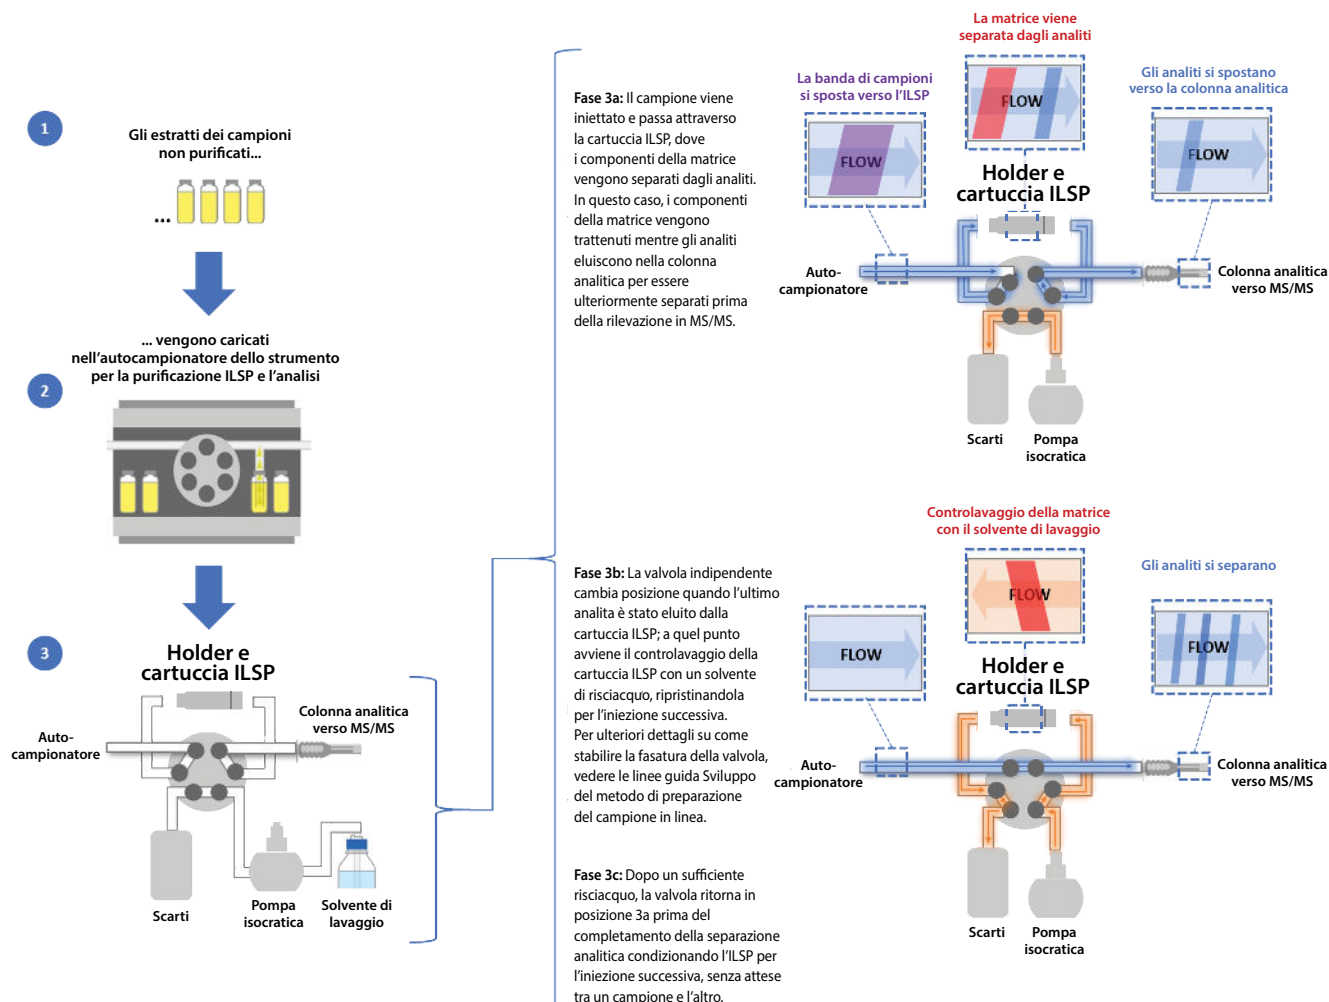 1
Gli estratti dei campioni
non purificati...
...
... vengono caricati
nell'autocampionatore dello strumento
per la purificazione ILSP e l'analisi
2
3
Holder e
cartuccia ILSP
Auto-
campionatore
Colonna analitica
verso MS/MS
Scarti
Pompa
isocratica
Solvente di
lavaggio
Fase 3a: Il campione viene
iniettato e passa attraverso
la cartuccia ILSP, dove
i componenti della matrice
vengono separati dagli analiti.
In questo caso, i componenti
della matrice vengono
trattenuti mentre gli analiti
eluiscono nella colonna
analitica per essere
ulteriormente separati prima
della rilevazione in MS/MS.
La banda di campioni
si sposta verso l'ILSP
FLOW
La matrice viene
separata dagli analiti
FLOW
Gli analiti si spostano
verso la colonna analitica
FLOW
Holder e
cartuccia ILSP
Auto-
campionatore
Colonna analitica
verso MS/MS
Scarti
Pompa
isocratica
Fase 3b: La valvola indipendente
cambia posizione quando l'ultimo
analita è stato eluito dalla
cartuccia ILSP; a quel punto
avviene il controlavaggio della
cartuccia ILSP con un solvente
di risciacquo, ripristinandola
per l'iniezione successiva.
Per ulteriori dettagli su come
stabilire la fasatura della valvola,
vedere le linee guida Sviluppo
del metodo di preparazione
del campione in linea.
Controlavaggio della matrice
con il solvente di lavaggio
FLOW
FLOW
Gli analiti si separano
FLOW
Holder e
cartuccia ILSP
Auto-
campionatore
Colonna analitica
verso MS/MS
Scarti
Pompa
isocratica
Fase 3c: Dopo un sufficiente
risciacquo, la valvola ritorna in
posizione 3a prima del
completamento della separazione
analitica condizionando l'ILSP per
l'iniezione successiva, senza attese
tra un campione e l'altro.